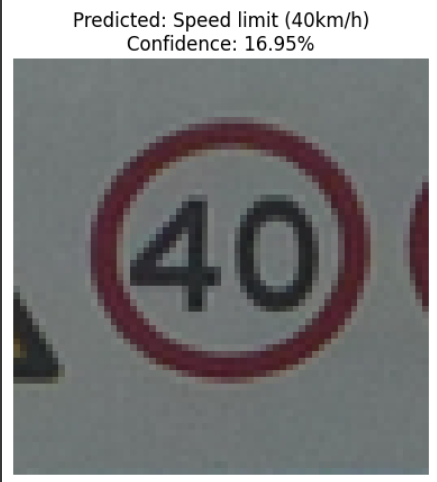 Predicted: Speed limit (40km/h)
Confidence: 16.95%
40